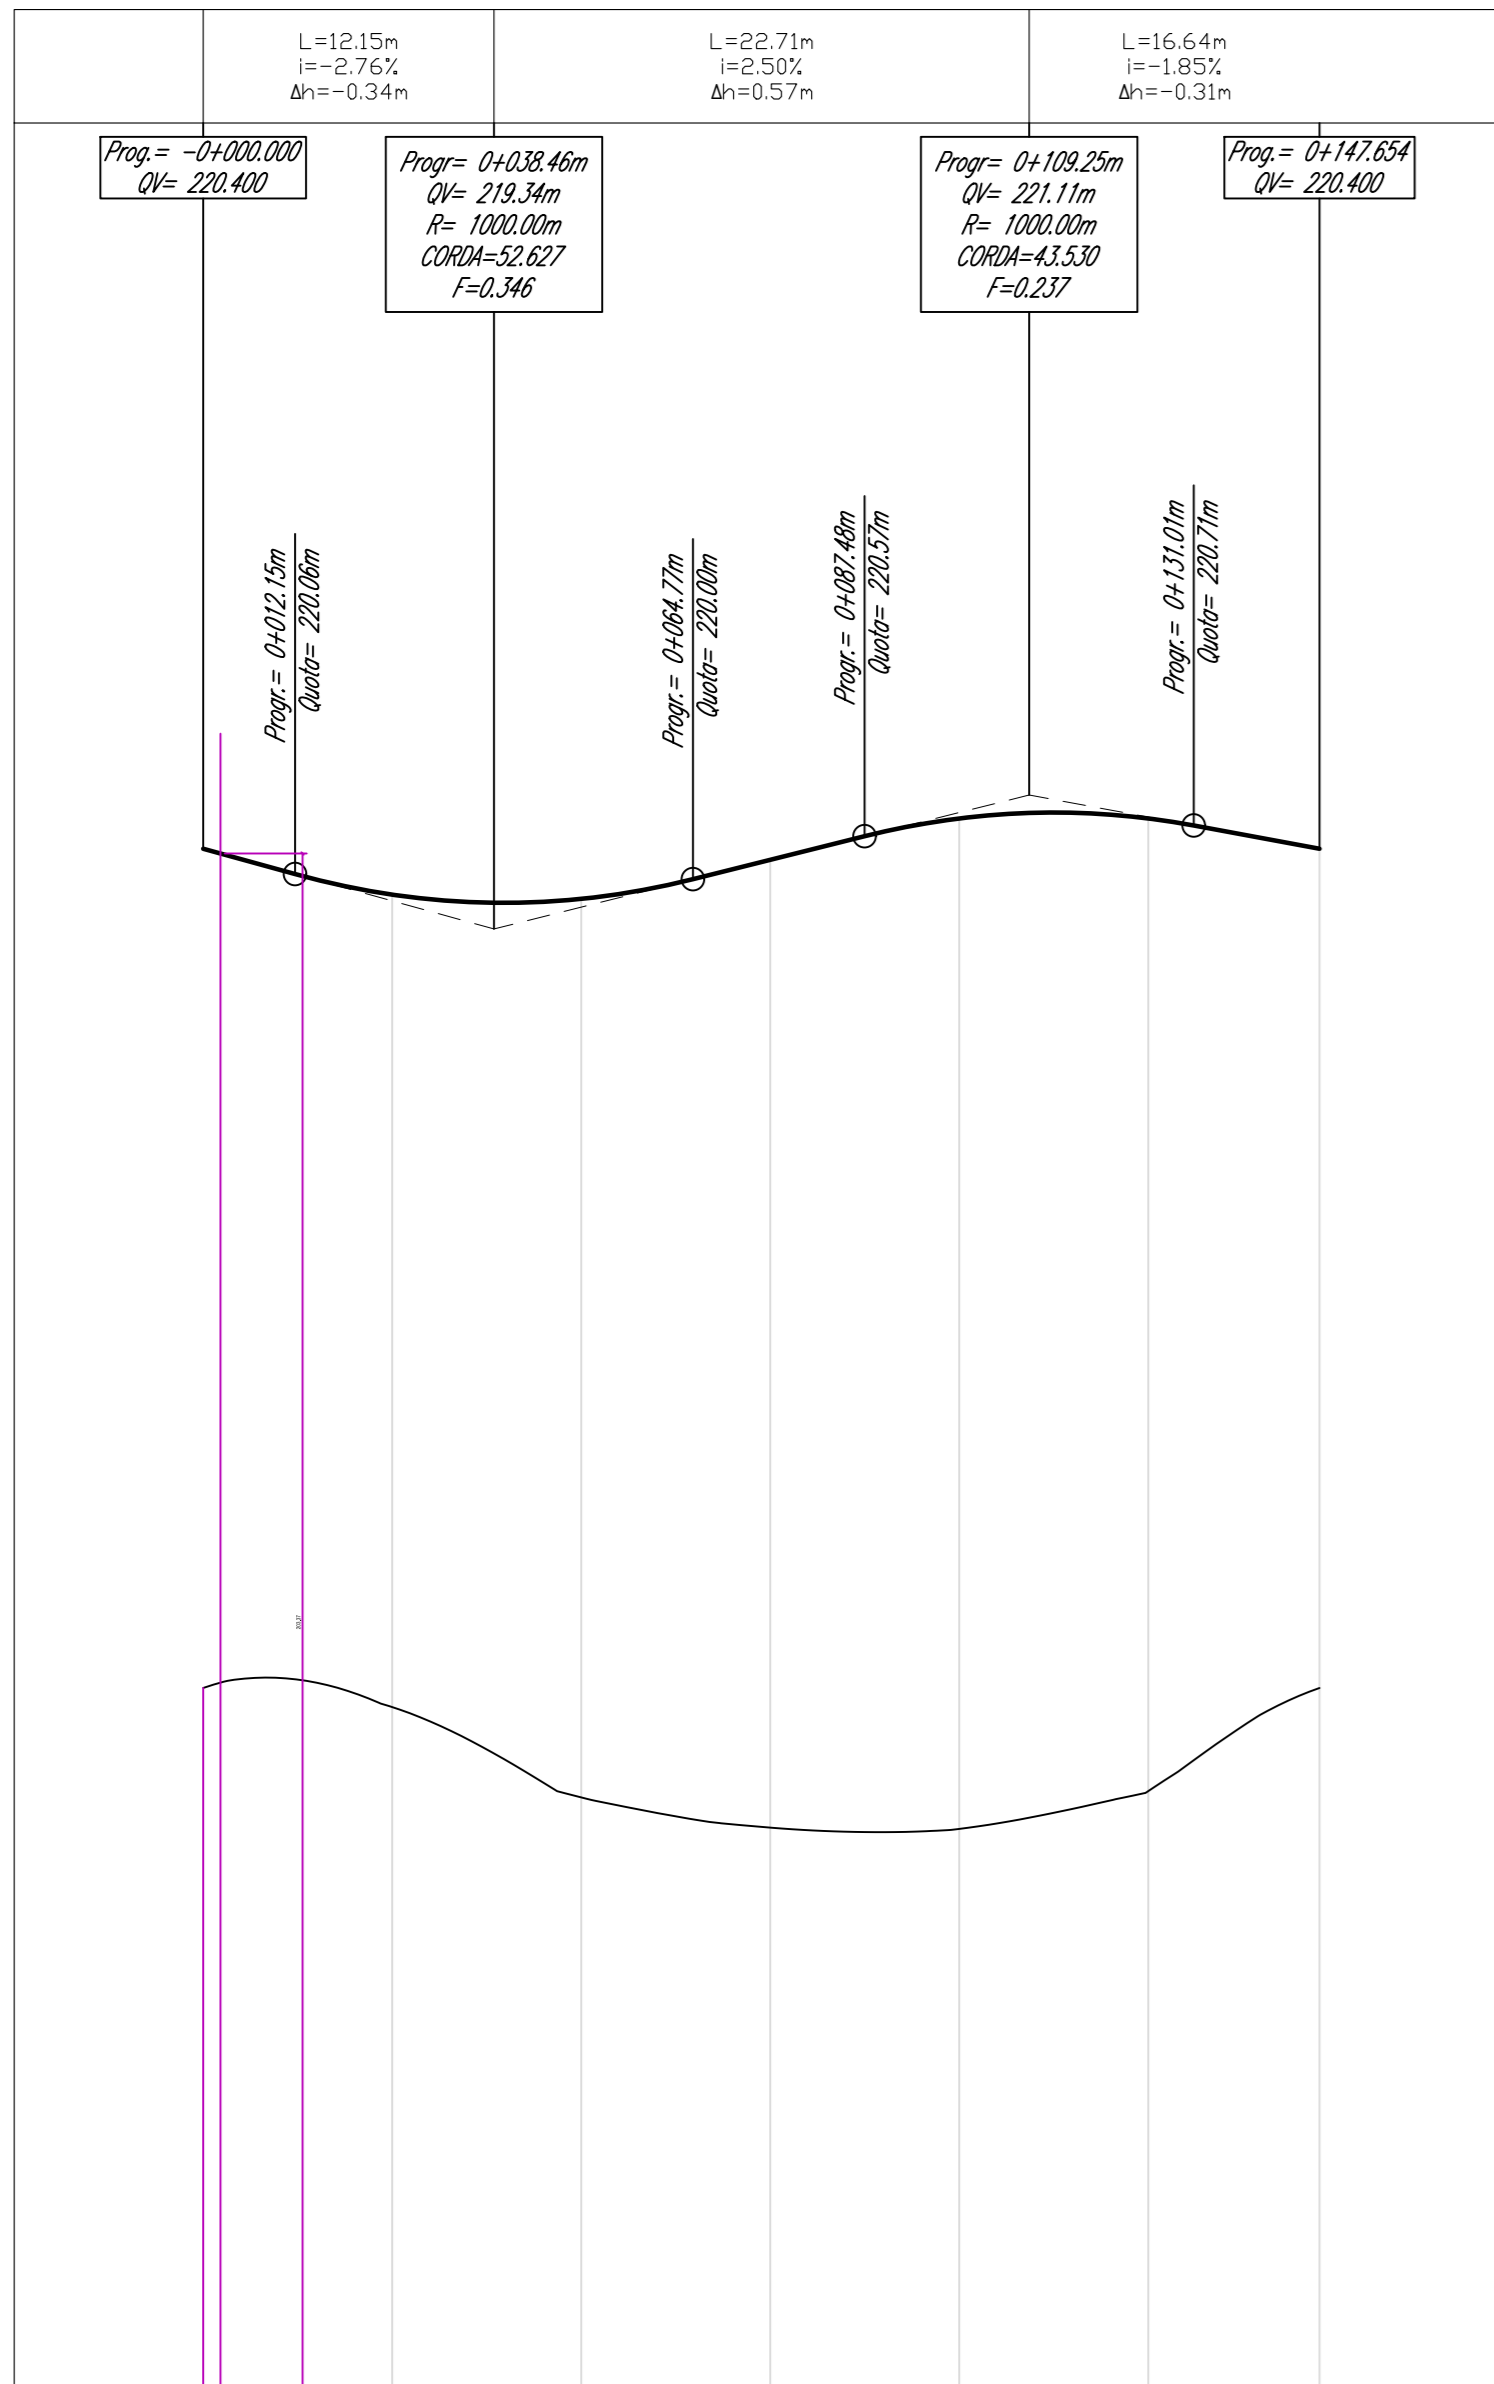 L=12.15m
i=-2.76%
Δh=-0.34m
L=22.71m
i=2.50%
Δh=0.57m
L=16.64m
i=-1.85%
Δh=-0.31m
Prog.= -0+000.000
QV= 220.400
Progr= 0+038.46m
QV= 219.34m
R= 1000.00m
CORDA=52.627
F=0.346
Progr= 0+109.25m
QV= 221.11m
R= 1000.00m
CORDA=43.530
F=0.237
Prog.= 0+147.654
QV= 220.400
Progr.= 0+012.15m
Quota= 220.06m
Progr.= 0+064.77m
Quota= 220.00m
Progr.= 0+087.48m
Quota= 220.57m
Progr.= 0+131.01m
Quota= 220.71m